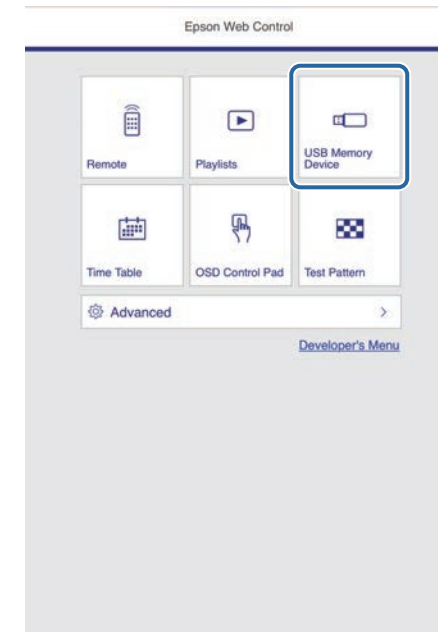 Epson Web Control
Remote
Playlists
USB Memory
Device
Time Table
OSD Control Pad
Test Pattern
Advanced
Developer's Menu